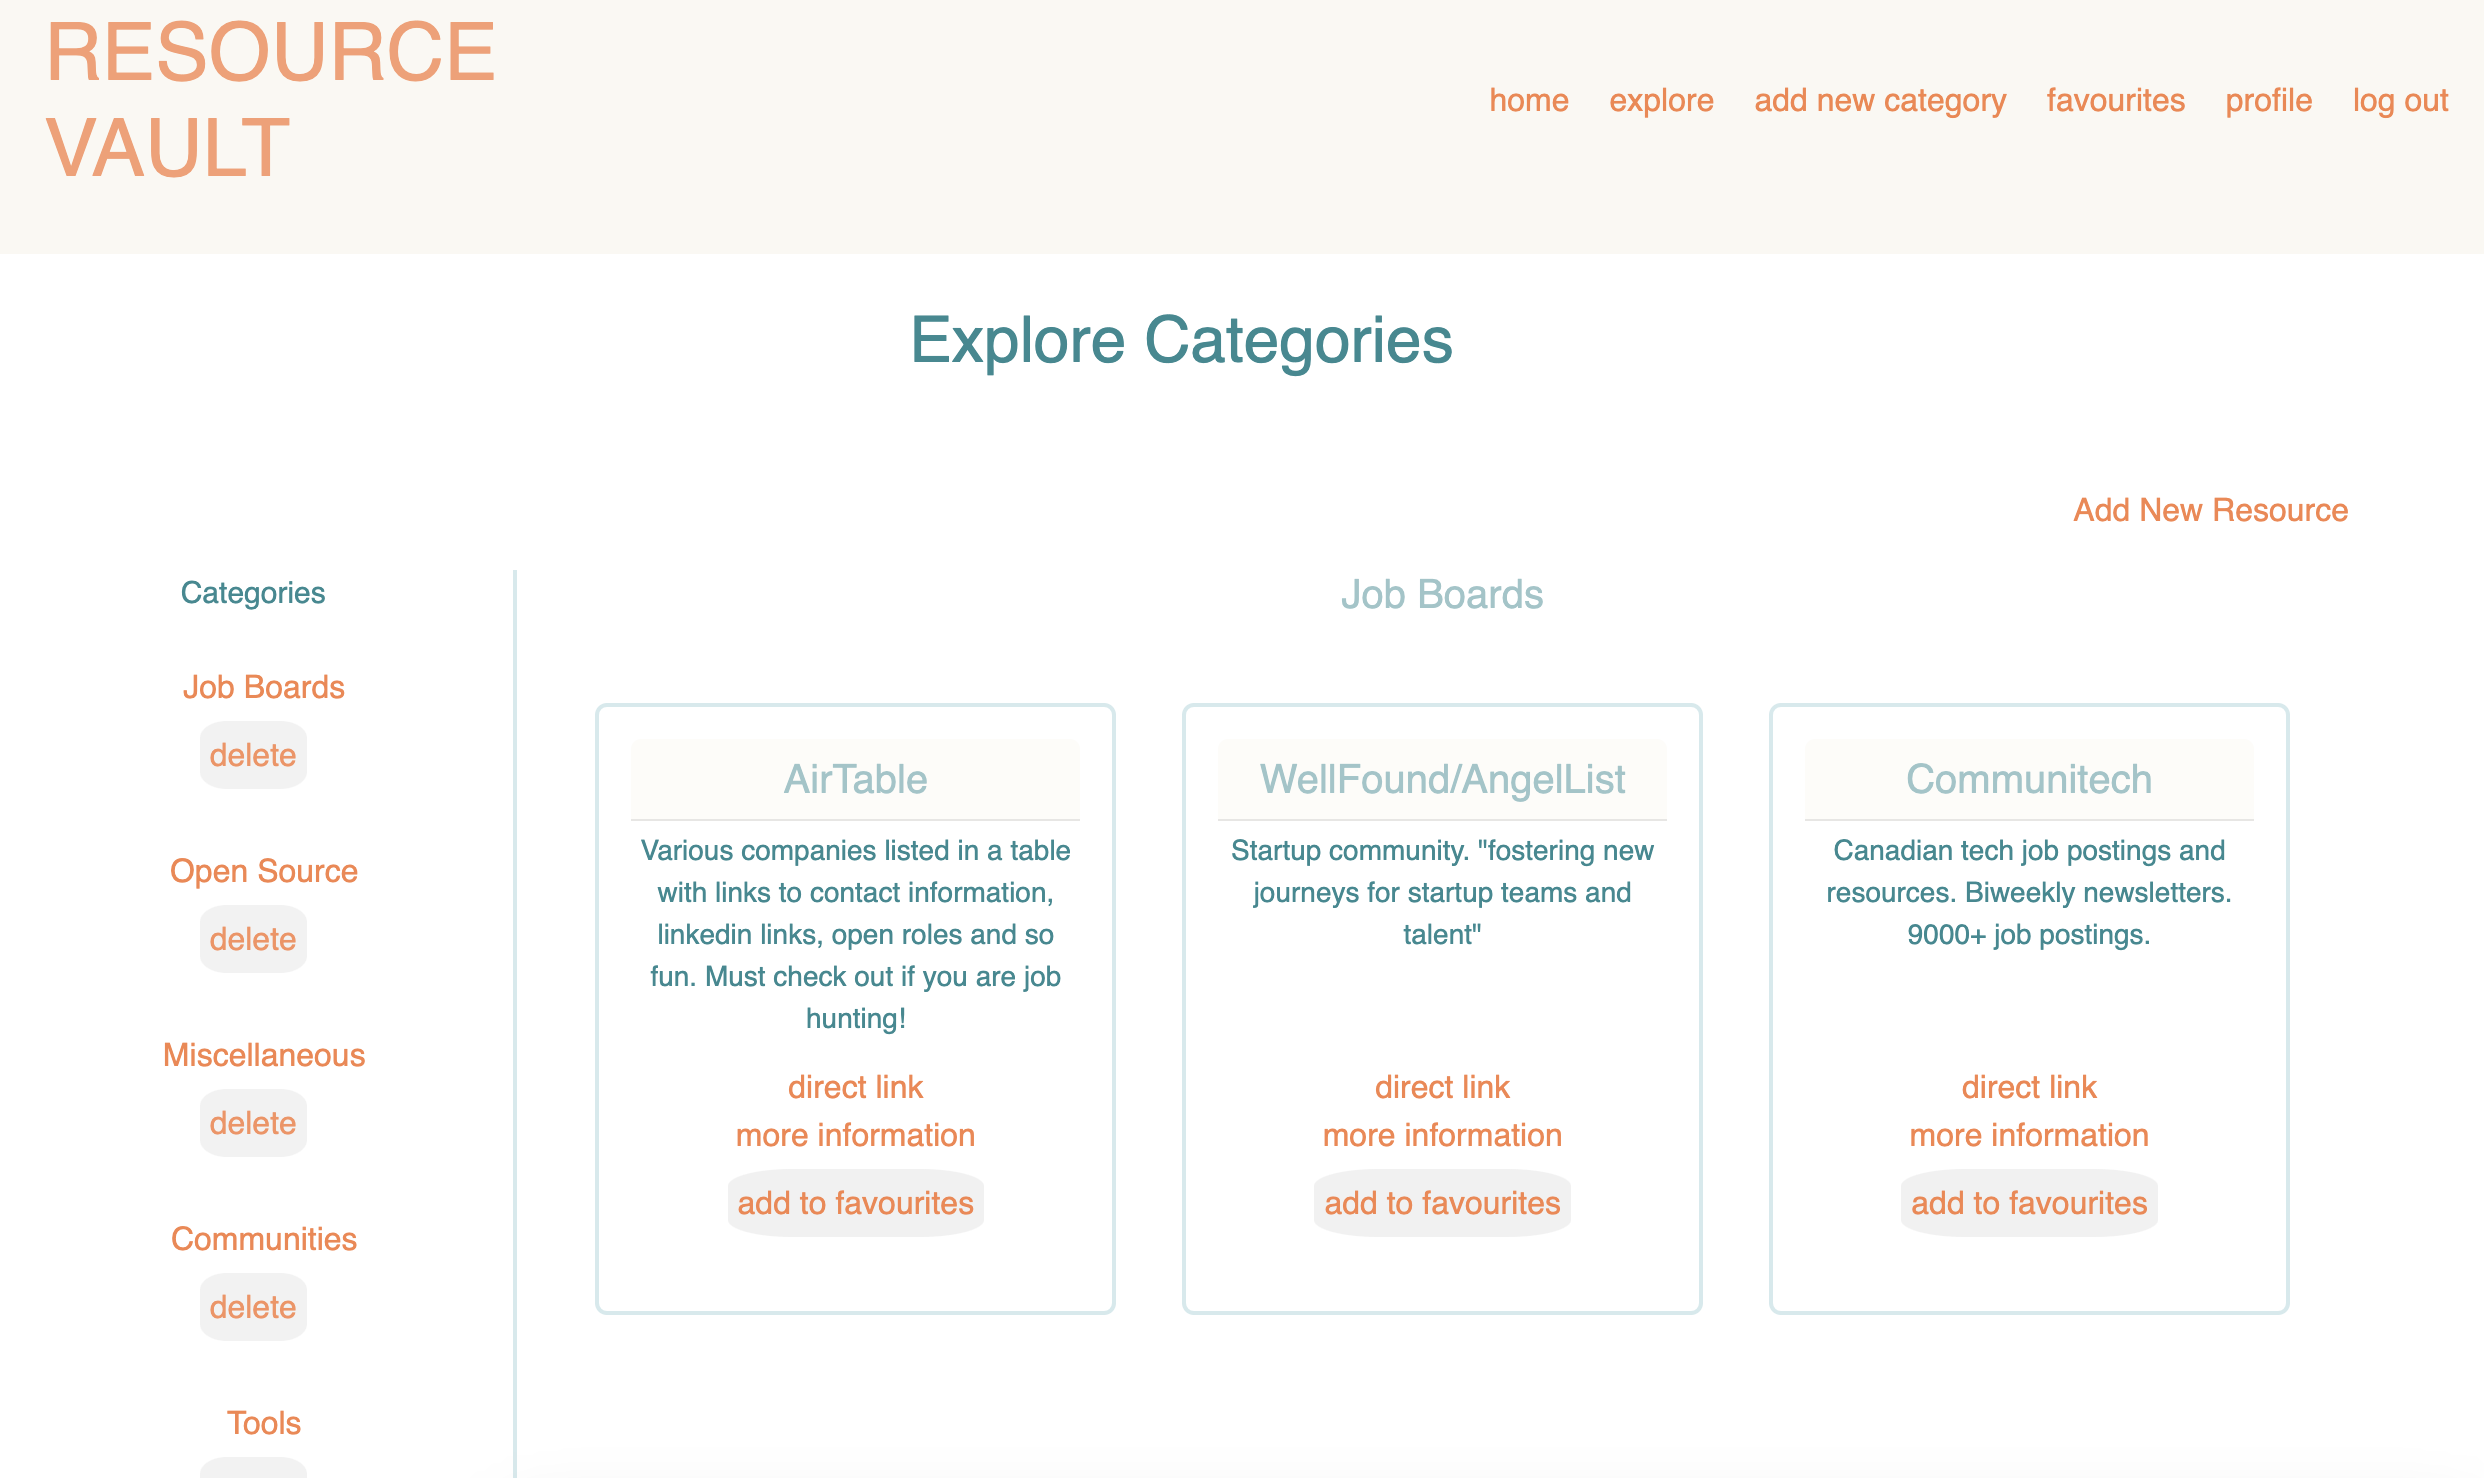 RESOURCE
VAULT
home explore add new category favourites profile log out
Explore Categories
Add New Resource
Categories
Job Boards
delete
Open Source
delete
Miscellaneous
delete
Communities
delete
Tools
Job Boards
AirTable
Various companies listed in a table
with links to contact information,
linkedin links, open roles and so
fun. Must check out if you are job
hunting!
direct link
more information
add to favourites
WellFound/AngelList
Startup community. "fostering new
journeys for startup teams and
talent"
direct link
more information
add to favourites
Communitech
Canadian tech job postings and
resources. Biweekly newsletters.
9000+ job postings.
direct link
more information
add to favourites